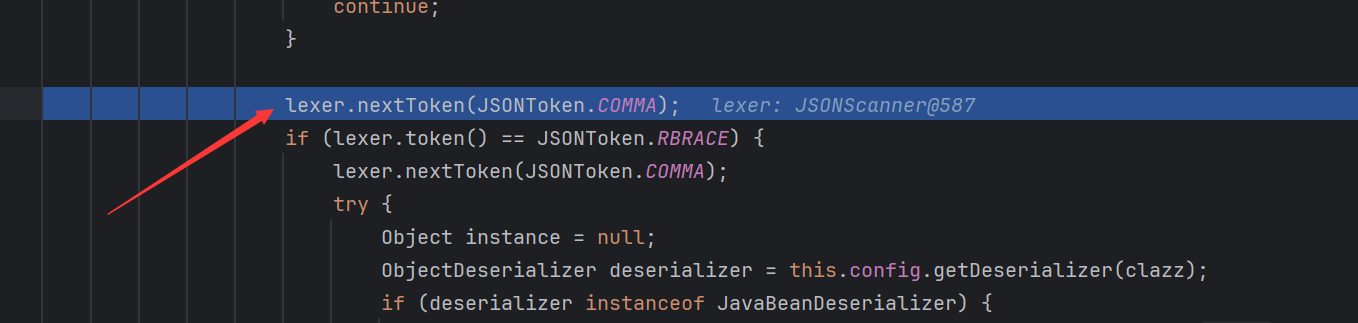 continue;
}
lexer.nextToken(JSONToken.COMMA);   lexer: JSONScanner@587
if (lexer.token() == JSONToken.RBRACE) {
lexer.nextToken(JSONToken.COMMA);
try {
Object instance = null;
ObjectDeserializer deserializer = this.config.getDeserializer(clazz);
if (deserializer instanceof JavaBeanDeserializer) {